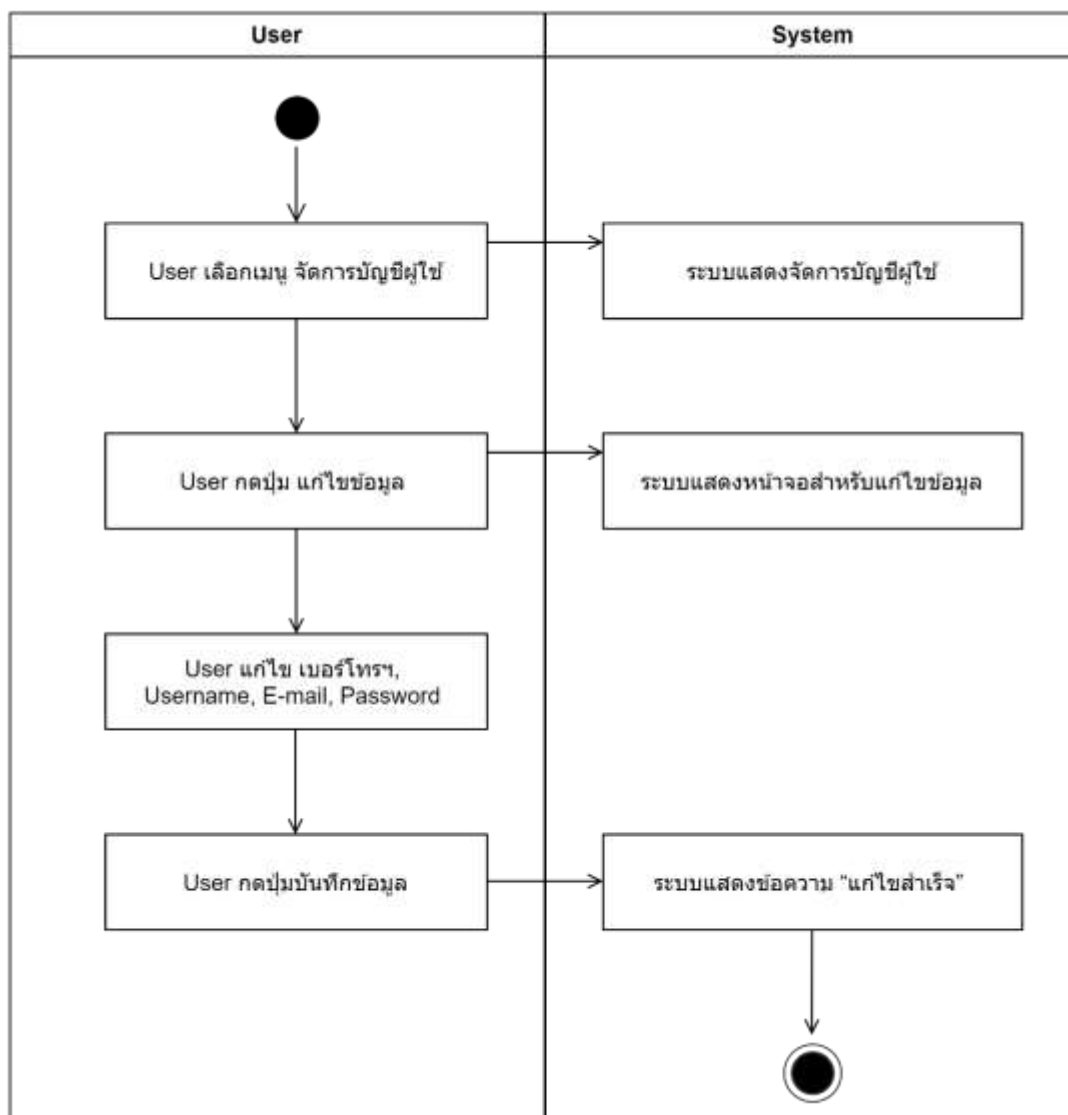 User
System
User เลือกเมนู จัดการบัญชีผู้ใช้
ระบบแสดงจัดการบัญชีผู้ใช้
User กดปุ่ม แก้ไขข้อมูล
ระบบแสดงหน้าจอสำหรับแก้ไขข้อมูล
User แก้ไข เบอร์โทรฯ,
Username, E-mail, Password
User กดปุ่มบันทึกข้อมูล
ระบบแสดงข้อความ “แก้ไขสำเร็จ”